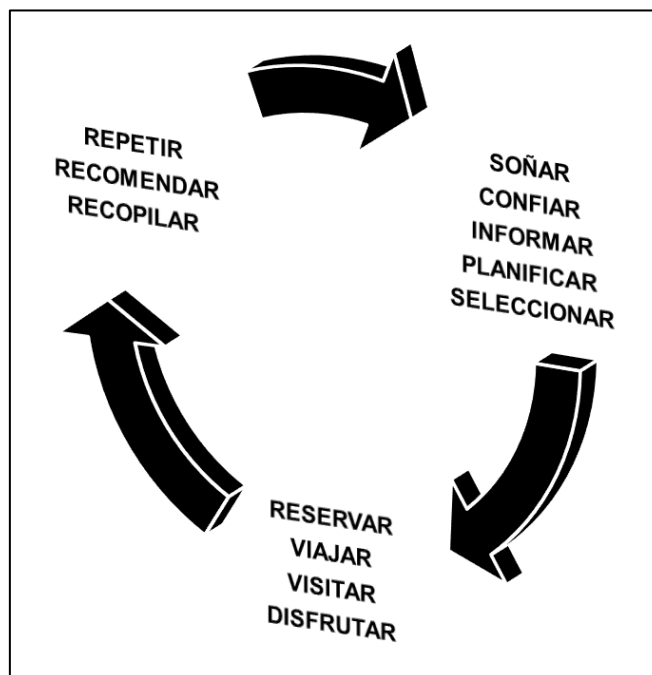 REPETIR
RECOMENDAR
RECOPILAR
SOÑAR
CONFIAR
INFORMAR
PLANIFICAR
SELECCIONAR
RESERVAR
VIAJAR
VISITAR
DISFRUTAR